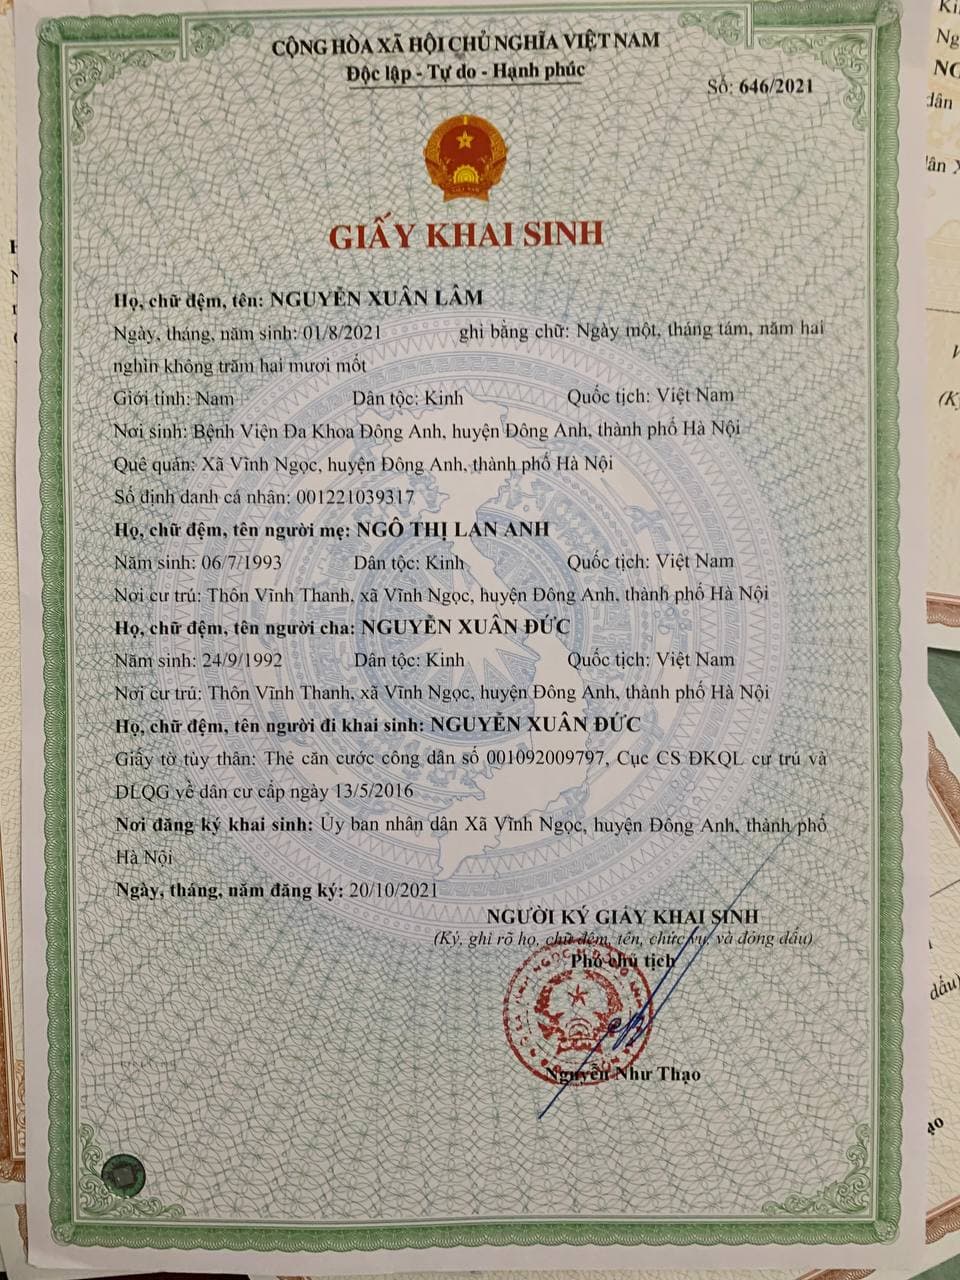 CỘNG HÒA XÃ HỘI CHỦ NGHĨA VIỆT NAM
Độc lập - Tự do - Hạnh phúc
Số: 646/2021
GIẤY KHAI SINH
Họ, chữ đệm, tên: NGUYỄN XUÂN LÂM
Ngày, tháng, năm sinh: 01/8/2021 ghi bằng chữ: Ngày một, tháng tám, năm hai
nghìn không trăm hai mươi mốt
Giới tính: Nam Dân tộc: Kinh Quốc tịch: Việt Nam
Nơi sinh: Bệnh Viện Đa Khoa Đông Anh, huyện Đông Anh, thành phố Hà Nội
Quê quán: Xã Vĩnh Ngọc, huyện Đông Anh, thành phố Hà Nội
Số định danh cá nhân: 001221039317
Họ, chữ đệm, tên người mẹ: NGÔ THỊ LAN ANH
Năm sinh: 06/7/1993 Dân tộc: Kinh Quốc tịch: Việt Nam
Nơi cư trú: Thôn Vĩnh Thanh, xã Vĩnh Ngọc, huyện Đông Anh, thành phố Hà Nội
Họ, chữ đệm, tên người cha: NGUYỄN XUÂN ĐỨC
Năm sinh: 24/9/1992 Dân tộc: Kinh Quốc tịch: Việt Nam
Nơi cư trú: Thôn Vĩnh Thanh, xã Vĩnh Ngọc, huyện Đông Anh, thành phố Hà Nội
Họ, chữ đệm, tên người đi khai sinh: NGUYỄN XUÂN ĐỨC
Giấy tờ tùy thân: Thẻ căn cước công dân số 001092009797, Cục CS ĐKQL cư trú và
DLQG về dân cư cấp ngày 13/5/2016
Nơi đăng ký khai sinh: Ủy ban nhân dân Xã Vĩnh Ngọc, huyện Đông Anh, thành phố
Hà Nội
Ngày, tháng, năm đăng ký: 20/10/2021
NGƯỜI KÝ GIẤY KHAI SINH
(Ký, ghi rõ họ, chữ đệm, tên, chức vụ, và đóng dấu)
Phó chủ tịch
Nguyễn Như Thạo